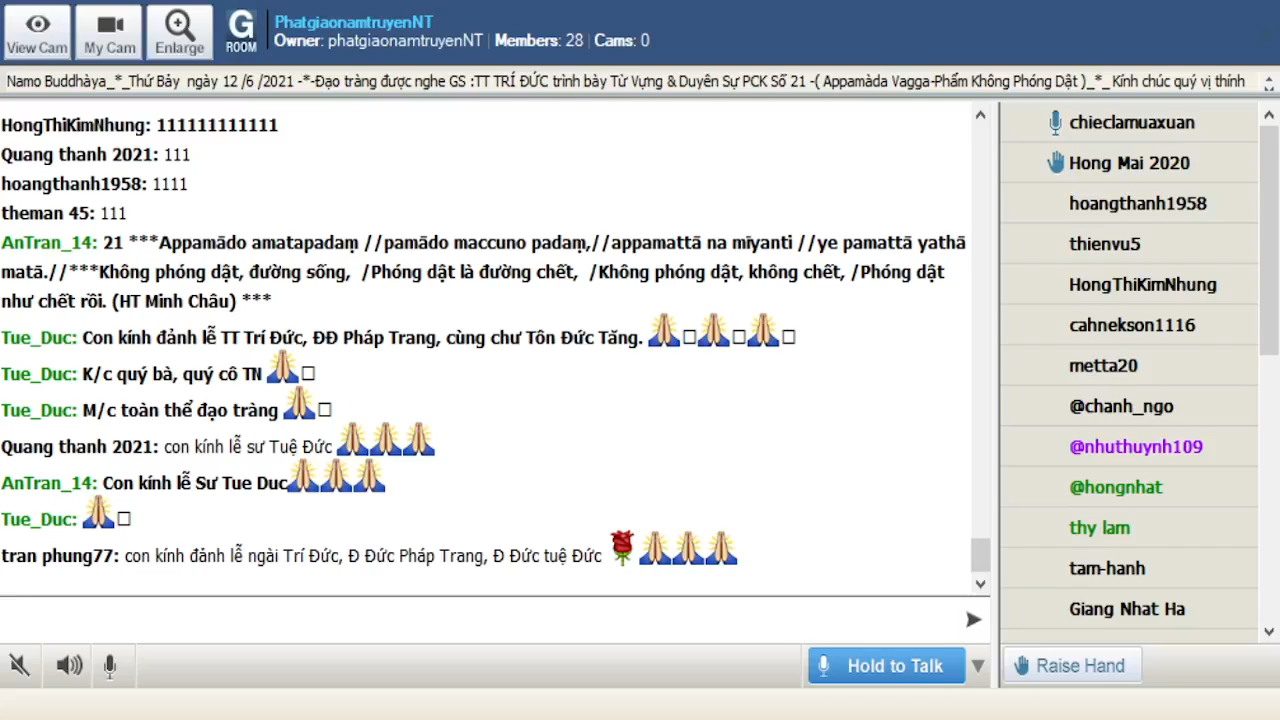 View Cam
My Cam
Enlarge
G
ROOM
PhatgiaonamtruyenNT
Owner: phatgiaonamtruyenNT | Members: 28 | Cams: 0
Namo Buddhàya_*_Thứ Bảy ngày 12 /6 /2021 -*-Đạo tràng được nghe GS :TT TRÍ ĐỨC trình bày Từ Vựng & Duyên Sự PCK Số 21 -( Appamàda Vagga-Phẩm Không Phóng Dật )_*_ Kính chúc quý vị thính
HongThiKimNhung: 111111111111
Quang thanh 2021: 111
hoangthanh1958: 1111
theman 45: 111
AnTran_14: 21 ***Appamādo amatapadaṃ //pamādo maccuno padaṃ,//appamattā na mīyanti //ye pamattā yathā
matā.//***Không phóng dật, đường sống, /Phóng dật là đường chết, /Không phóng dật, không chết, /Phóng dật
như chết rồi. (HT Minh Châu) ***
Tue_Duc: Con kính đảnh lễ TT Trí Đức, ĐĐ Pháp Trang, cùng chư Tôn Đức Tăng. 🙏🙏🙏
Tue_Duc: K/c quý bà, quý cô TN 🙏
Tue_Duc: M/c toàn thể đạo tràng 🙏
Quang thanh 2021: con kính lễ sư Tuệ Đức 🙏🙏🙏
AnTran_14: Con kính lễ Sư Tue Duc🙏🙏🙏
Tue_Duc: 🙏
tran phung77: con kính đảnh lễ ngài Trí Đức, Đ Đức Pháp Trang, Đ Đức tuệ Đức 🌹🙏🙏🙏
Hold to Talk
chieclamuaxuan
Hong Mai 2020
hoangthanh1958
thienvu5
HongThiKimNhung
cahnekson1116
metta20
@chanh_ngo
@nhuthuynh109
@hongnhat
thy lam
tam-hanh
Giang Nhat Ha
Raise Hand